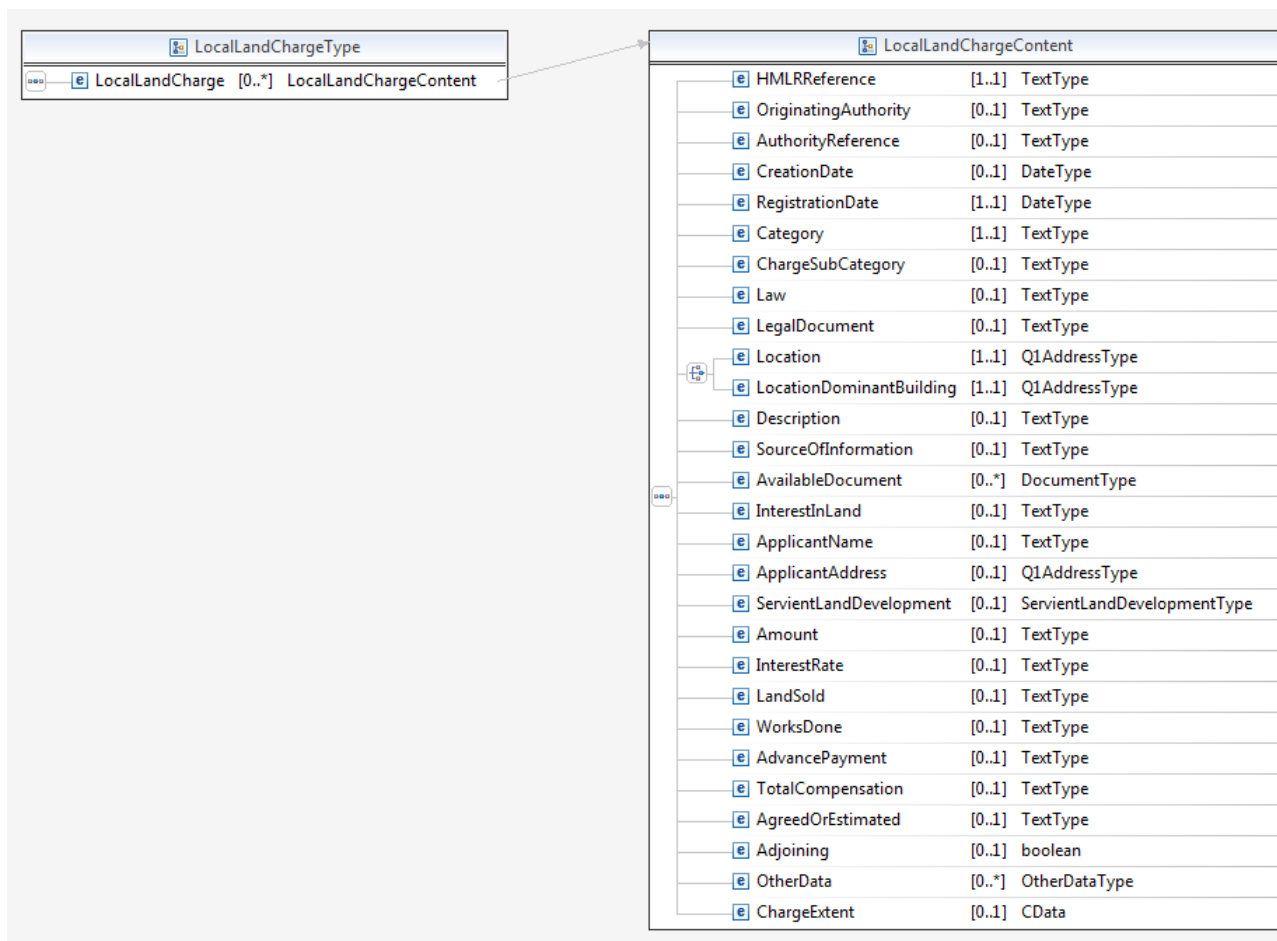 LocalLandChargeType
e LocalLandCharge [0..*] LocalLandChargeContent
LocalLandChargeContent
e HMLRReference [1..1] TextType
e OriginatingAuthority [0..1] TextType
e AuthorityReference [0..1] TextType
e CreationDate [0..1] DateType
e RegistrationDate [1..1] DateType
e Category [1..1] TextType
e ChargeSubCategory [0..1] TextType
e Law [0..1] TextType
e LegalDocument [0..1] TextType
e Location [1..1] Q1AddressType
e LocationDominantBuilding [1..1] Q1AddressType
e Description [0..1] TextType
e SourceOfInformation [0..1] TextType
e AvailableDocument [0..*] DocumentType
e InterestInLand [0..1] TextType
e ApplicantName [0..1] TextType
e ApplicantAddress [0..1] Q1AddressType
e ServientLandDevelopment [0..1] ServientLandDevelopmentType
e Amount [0..1] TextType
e InterestRate [0..1] TextType
e LandSold [0..1] TextType
e WorksDone [0..1] TextType
e AdvancePayment [0..1] TextType
e TotalCompensation [0..1] TextType
e AgreedOrEstimated [0..1] TextType
e Adjoining [0..1] boolean
e OtherData [0..*] OtherDataType
e ChargeExtent [0..1] CData